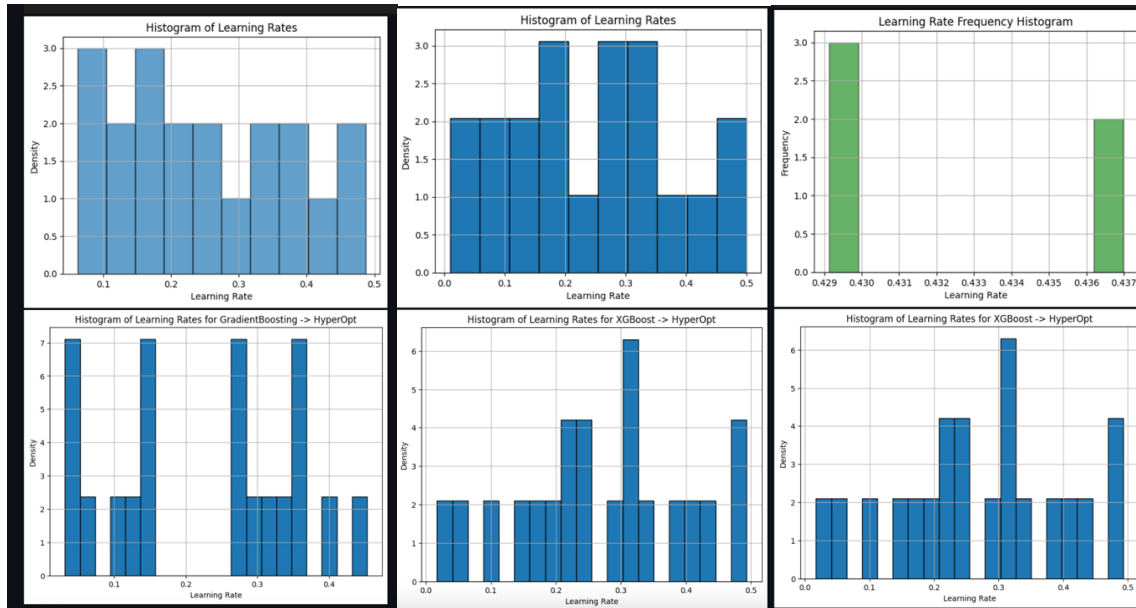 Histogram of Learning Rates
Density
3.0
2.5
2.0
1.5
1.0
0.5
0.0
0.1 0.2 0.3 0.4 0.5
Learning Rate
Histogram of Learning Rates
Density
3.0
2.5
2.0
1.5
1.0
0.5
0.0
0.0 0.1 0.2 0.3 0.4 0.5
Learning Rate
Learning Rate Frequency Histogram
Frequency
3.0
2.5
2.0
1.5
1.0
0.5
0.0
0.429 0.430 0.431 0.432 0.433 0.434 0.435 0.436 0.437
Learning Rate
Histogram of Learning Rates for GradientBoosting -> HyperOpt
Density
7
6
5
4
3
2
1
0
0.1 0.2 0.3 0.4
Learning Rate
Histogram of Learning Rates for XGBoost -> HyperOpt
Density
6
5
4
3
2
1
0
0.0 0.1 0.2 0.3 0.4 0.5
Learning Rate
Histogram of Learning Rates for XGBoost -> HyperOpt
Density
6
5
4
3
2
1
0
0.0 0.1 0.2 0.3 0.4 0.5
Learning Rate